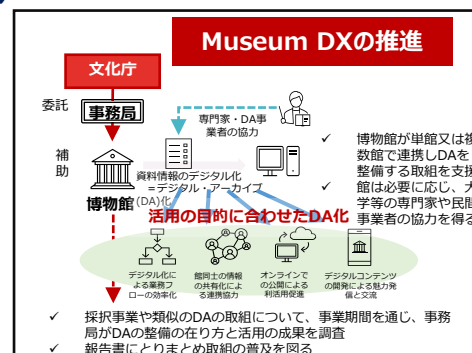 Museum DXの推進
文化庁
委託
事務局
専門家・DA事
業者の協力
補
助
博物館
資料情報のデジタル化
＝デジタル・アーカイブ
(DA)化
✓ 博物館が単館又は複
数館で連携しDAを
整備する取組を支援
✓ 館は必要に応じ、大
学等の専門家や民間
事業者の協力を得る
活用の目的に合わせたDA化
デジタル化に
よる業務フ
ローの効率化
館同士の情報
の共有化によ
る連携協力
オンラインで
の公開による
利活用促進
デジタルコンテンツ
の開発による魅力発
信と交流
✓ 採択事業や類似のDAの取組について、事業期間を通じ、事務
局がDAの整備の在り方と活用の成果を調査
✓ 報告書にとりまとめ取組の普及を図る